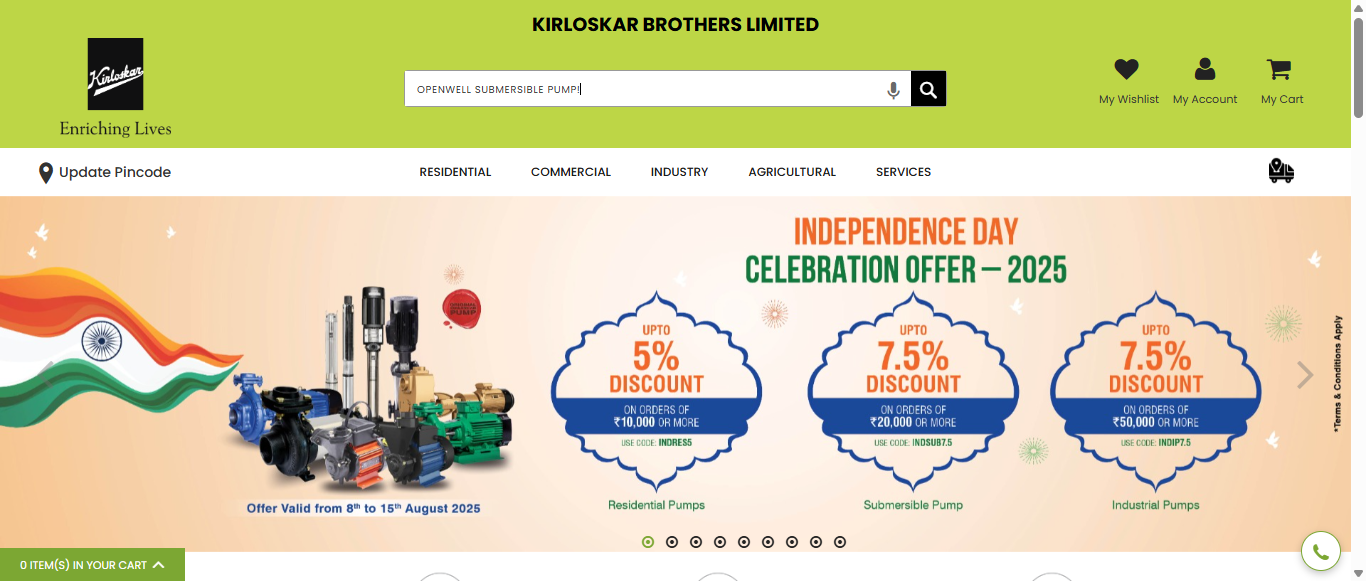 KIRLOSKAR BROTHERS LIMITED
Kirloskar
Enriching Lives
OPENWELL SUBMERSIBLE PUMP!
My Wishlist
My Account
My Cart
Update Pincode
RESIDENTIAL
COMMERCIAL
INDUSTRY
AGRICULTURAL
SERVICES
INDEPENDENCE DAY
CELEBRATION OFFER – 2025
UPTO
5%
DISCOUNT
ON ORDERS OF
₹10,000 OR MORE
USE CODE: INDRES5
Residential Pumps
UPTO
7.5%
DISCOUNT
ON ORDERS OF
₹20,000 OR MORE
USE CODE: INDSUB7.5
Submersible Pump
UPTO
7.5%
DISCOUNT
ON ORDERS OF
₹50,000 OR MORE
USE CODE: INDIP7.5
Industrial Pumps
*Terms & Conditions Apply
Offer Valid from 8th to 15th August 2025
0 ITEM(S) IN YOUR CART